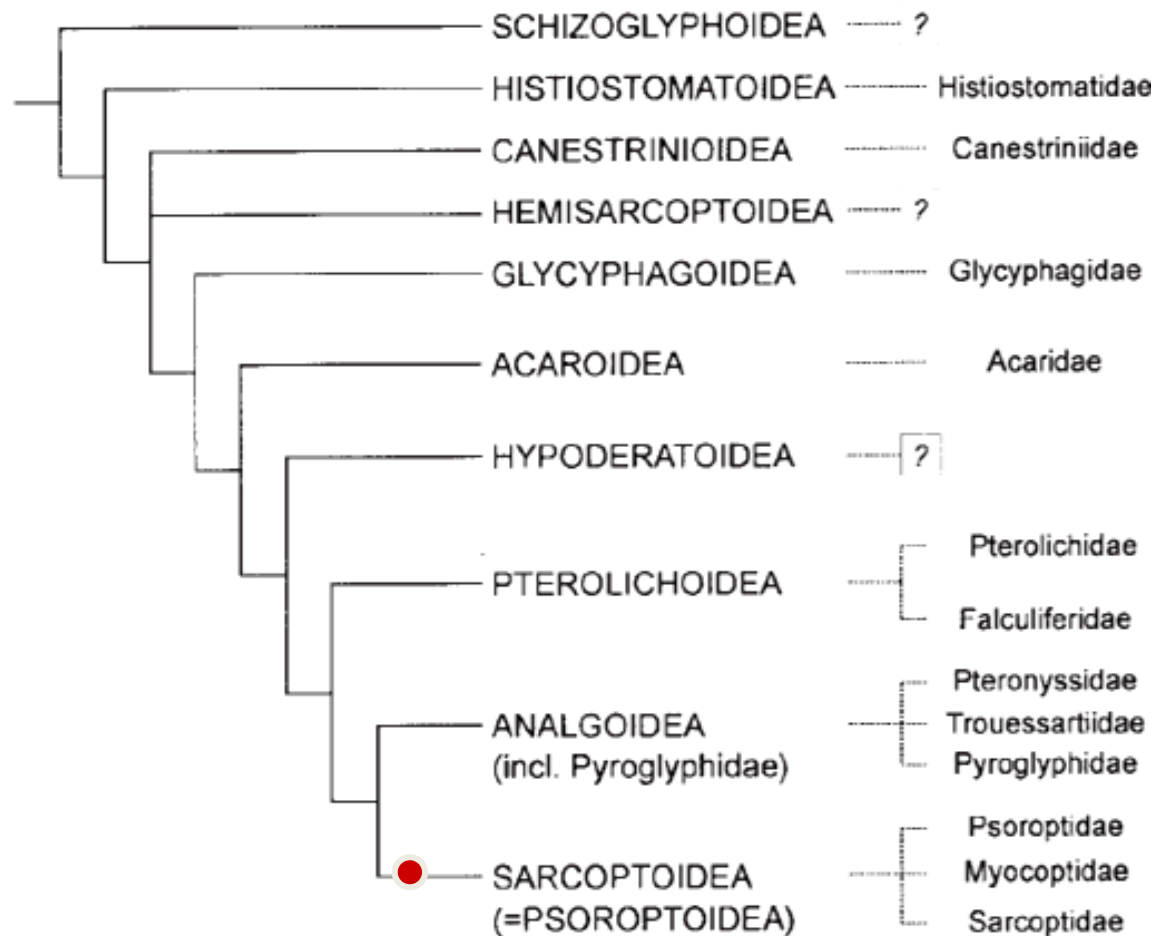 SCHIZOGLYPHOIDEA ?
HISTIOSTOMATOIDEA Histiostomatidae
CANESTRINIOIDEA Canestriniidae
HEMISARCOPTOIDEA ?
GLYCYPHAGOIDEA Glycyphagidae
ACAROIDEA Acaridae
HYPODERATOIDEA ?
Pterolichidae
PTEROLICHOIDEA
Falculiferidae
Pteronyssidae
ANALGOIDEA Trouessartiidae
(incl. Pyroglyphidae) Pyroglyphidae
Psoroptidae
SARCOPTOIDEA Myocoptidae
(=PSOROPTOIDEA) Sarcoptidae